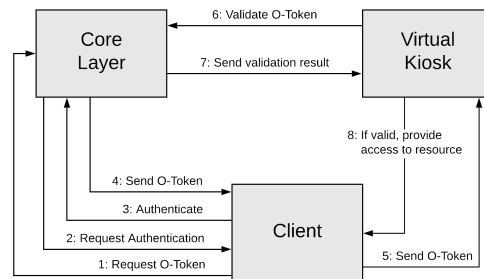 6: Validate O-Token
Core
Layer
Virtual
Kiosk
7: Send validation result
8: If valid, provide
access to resource
4: Send O-Token
3: Authenticate
Client
2: Request Authentication
5: Send O-Token
1: Request O-Token